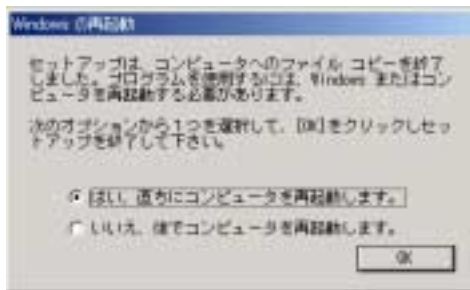 Windows の再起動
セットアップは、コンピュータへのファイル コピーを終了
しました。プログラムを使用するには、Windows またはコン
ピュータを再起動する必要があります。
次のオプションから１つを選択して、[OK]をクリックしセッ
トアップを終了して下さい。
はい、直ちにコンピュータを再起動します。
いいえ、後でコンピュータを再起動します。
OK